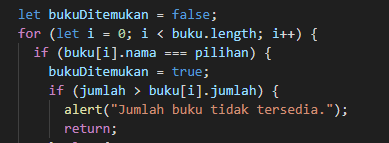 let bukuDitemukan = false;
for (let i = 0; i < buku.length; i++) {
if (buku[i].nama === pilihan) {
bukuDitemukan = true;
if (jumlah > buku[i].jumlah) {
alert("Jumlah buku tidak tersedia.");
return;